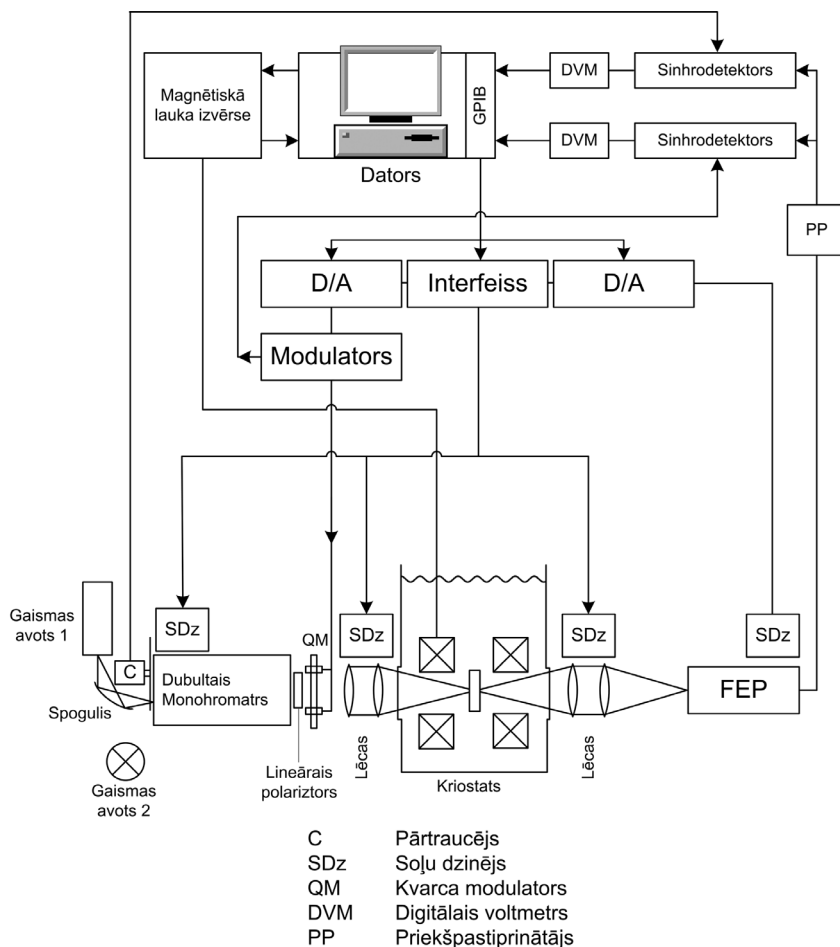 Magnētiskā
lauka izvērse
Dators
GPIB
DVM
Sinhrodetektors
DVM
Sinhrodetektors
PP
D/A
Interfeiss
D/A
Modulators
Gaismas
avots 1
SDz
QM
SDz
SDz
SDz
C
Dubultais
Monohromatrs
FEP
Spogulis
Lēcas
Lēcas
Lineārais
polariztors
Kriostats
Gaismas
avots 2
C Pārtraucējs
SDz Soļu dzinējs
QM Kvarca modulators
DVM Digitālais voltmetrs
PP Priekšpastiprinātājs